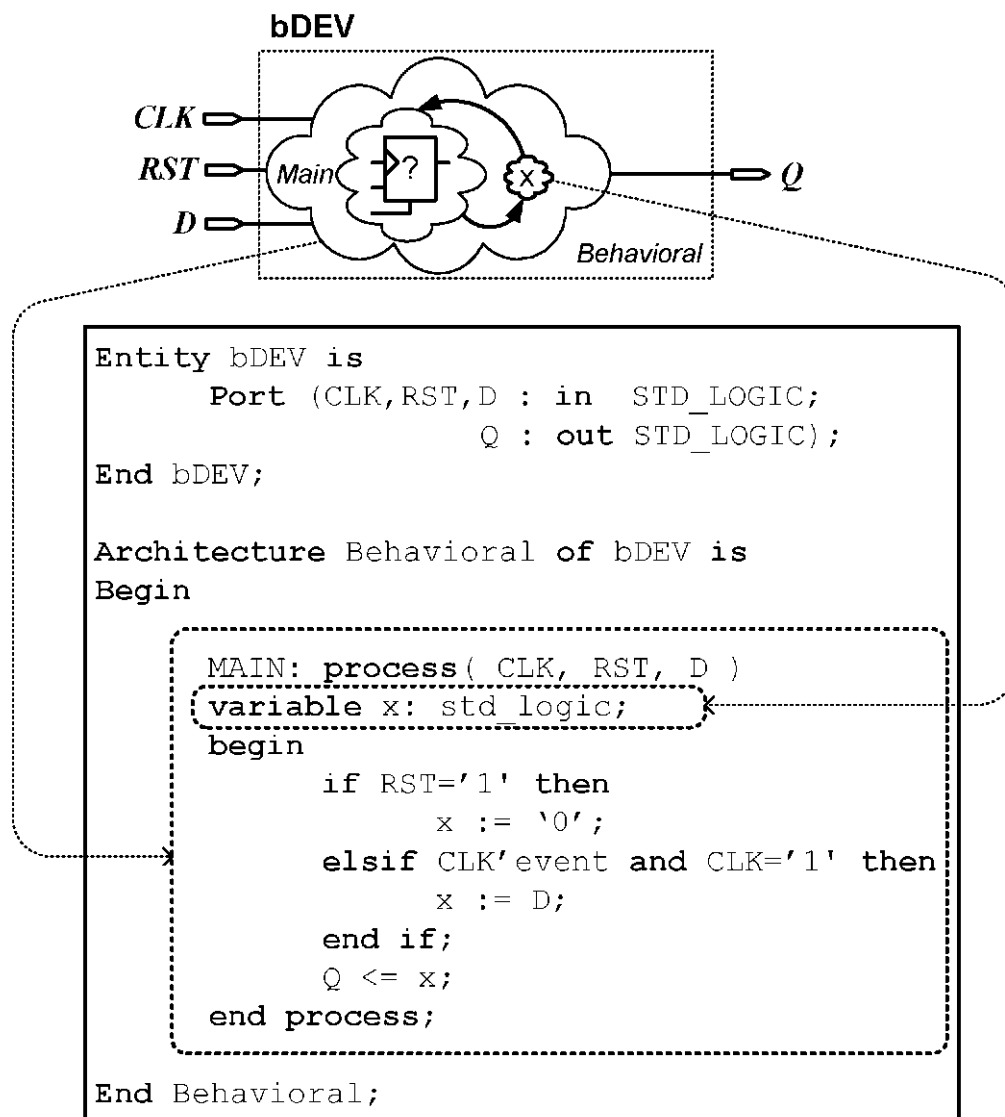 bDEV
CLK
RST
D
Main
?
X
Q
Behavioral
Entity bDEV is
Port (CLK,RST,D : in STD_LOGIC;
Q : out STD_LOGIC);
End bDEV;
Architecture Behavioral of bDEV is
Begin
MAIN: process( CLK, RST, D )
variable x: std_logic;
begin
if RST=′1' then
x := ‘0′;
elsif CLK′event and CLK=′1' then
x := D;
end if;
Q <= x;
end process;
End Behavioral;